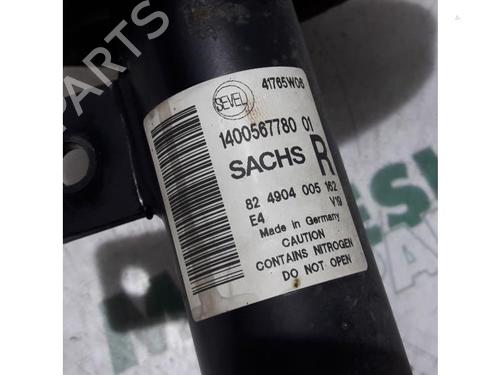 B-PARTS
SEVEL
41765W06
1400567780 01
SACHS R
82 4904 005 162
E4 V19
Made in Germany
CAUTION
CONTAINS NITROGEN
DO NOT OPEN